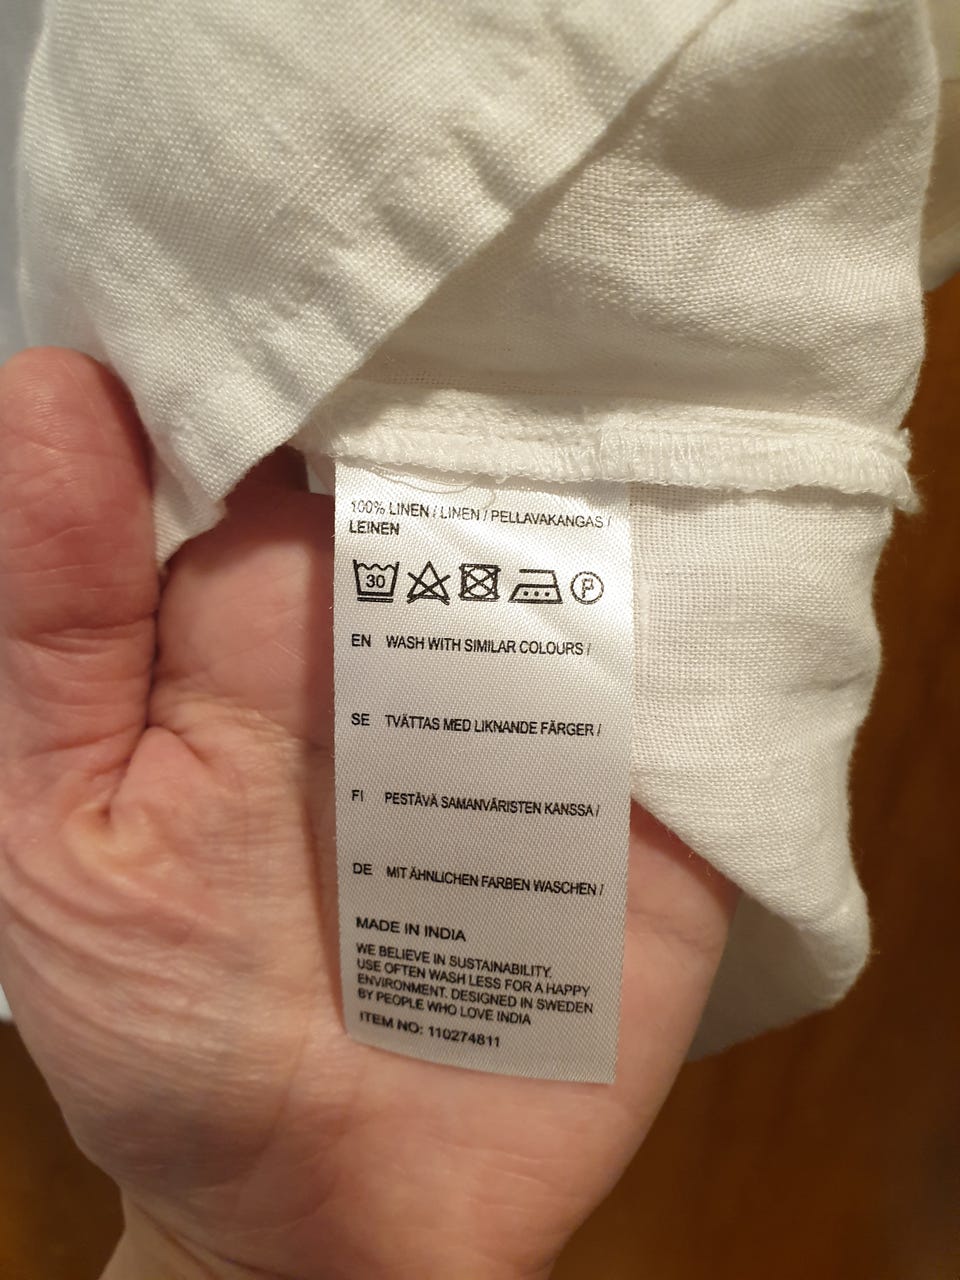 100% LINEN / LINEN / PELLAVAKANGAS /
LEINEN
30 P
EN WASH WITH SIMILAR COLOURS /
SE TVÄTTAS MED LIKNANDE FÄRGER /
FI PESTÄVÄ SAMANVÄRISTEN KANSSA /
DE MIT ÄHNLICHEN FARBEN WASCHEN /
MADE IN INDIA
WE BELIEVE IN SUSTAINABILITY.
USE OFTEN WASH LESS FOR A HAPPY
ENVIRONMENT. DESIGNED IN SWEDEN
BY PEOPLE WHO LOVE INDIA
ITEM NO: 110274811